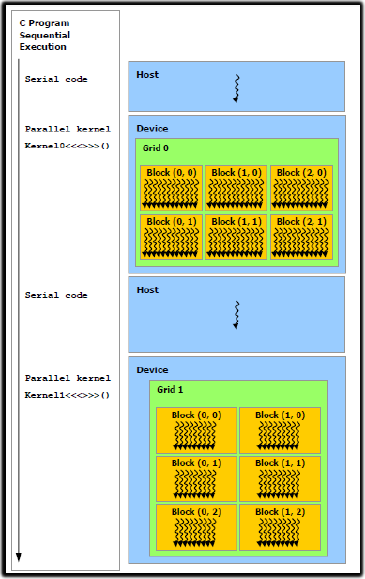 C Program
Sequential
Execution
Serial code
Host
Parallel kernel
Kernel0<<<>>>()
Device
Grid 0
Block (0, 0)
Block (1, 0)
Block (2, 0)
Block (0, 1)
Block (1, 1)
Block (2, 1)
Serial code
Host
Parallel kernel
Kernel1<<<>>>()
Device
Grid 1
Block (0, 0)
Block (1, 0)
Block (0, 1)
Block (1, 1)
Block (0, 2)
Block (1, 2)